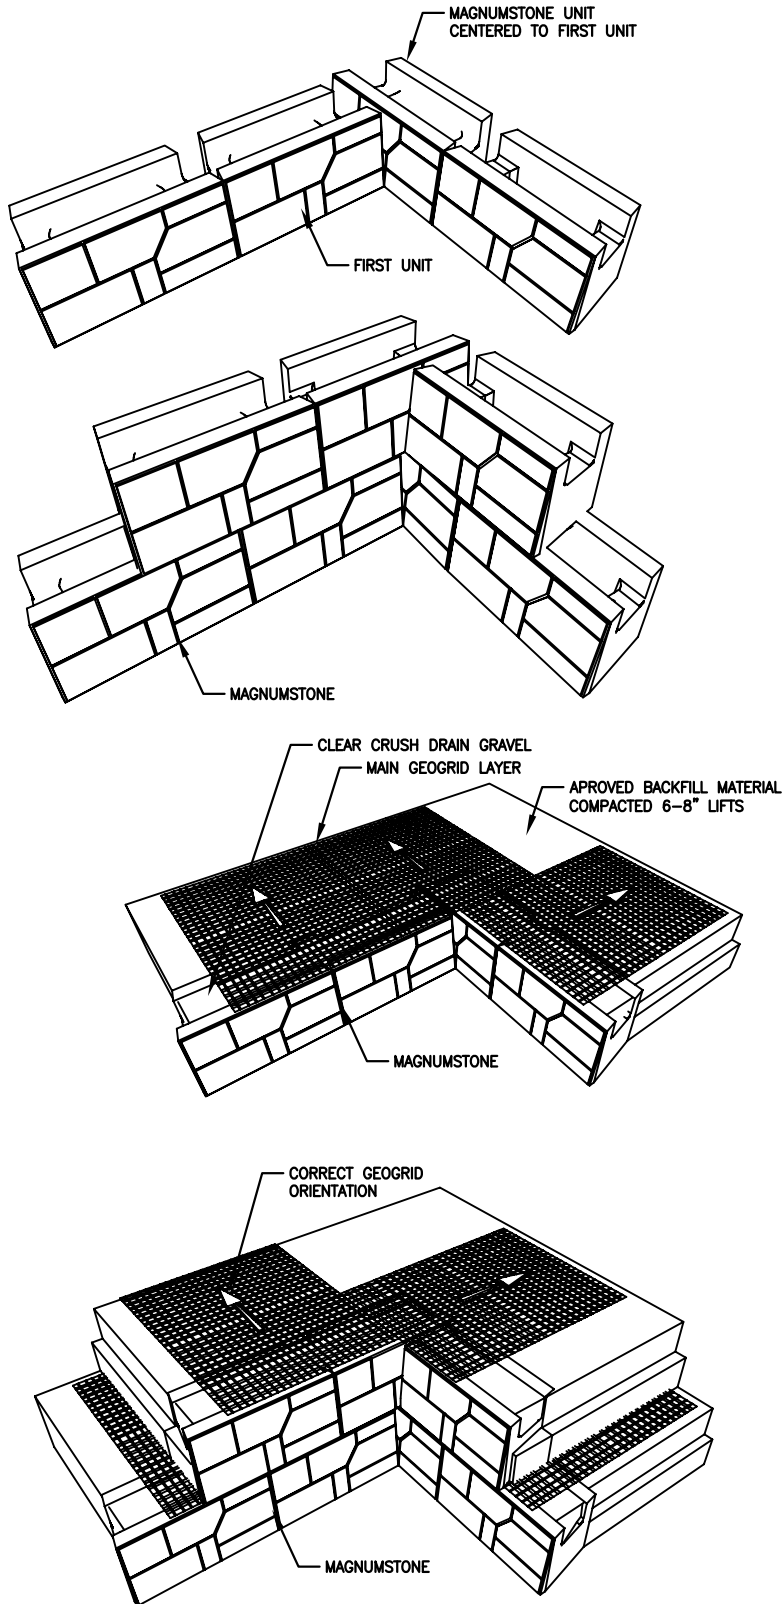 MAGNUMSTONE UNIT
CENTERED TO FIRST UNIT
FIRST UNIT
MAGNUMSTONE
CLEAR CRUSH DRAIN GRAVEL
MAIN GEOGRID LAYER
APROVED BACKFILL MATERIAL
COMPACTED 6-8" LIFTS
MAGNUMSTONE
CORRECT GEOGRID
ORIENTATION
MAGNUMSTONE